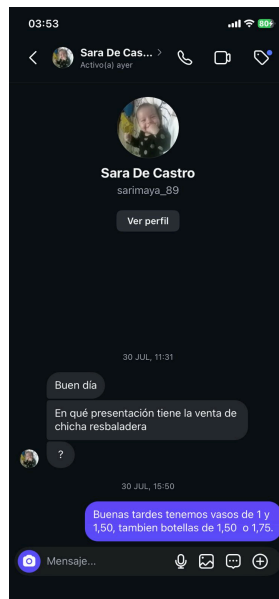 03:53
80
Sara De Cas...
Activo(a) ayer
Sara De Castro
sarimaya_89
Ver perfil
30 JUL, 11:31
Buen día
En qué presentación tiene la venta de
chicha resbaladera
?
30 JUL, 15:50
Buenas tardes tenemos vasos de 1 y
1,50, tambien botellas de 1,50 o 1,75.
Mensaje...